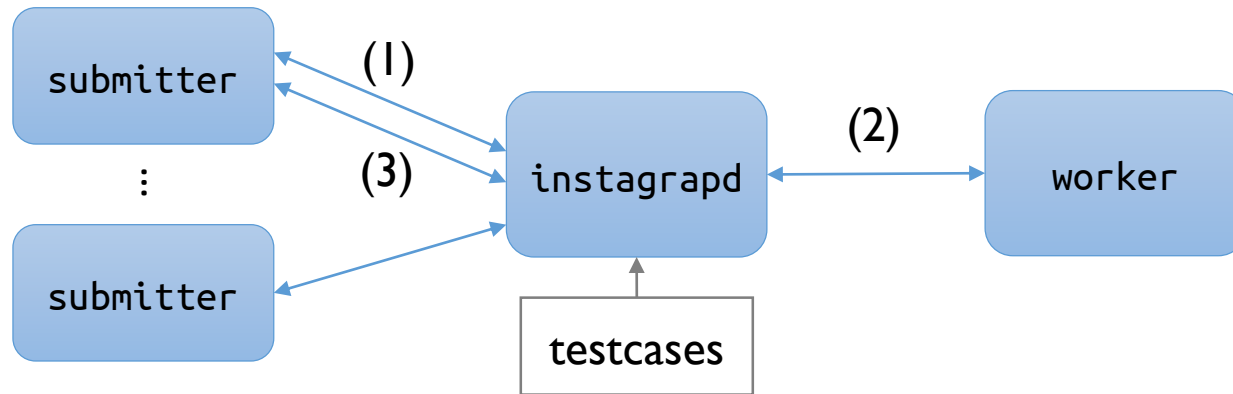 submitter
(1)
(3)
⋮
submitter
instagrapd
(2)
worker
testcases